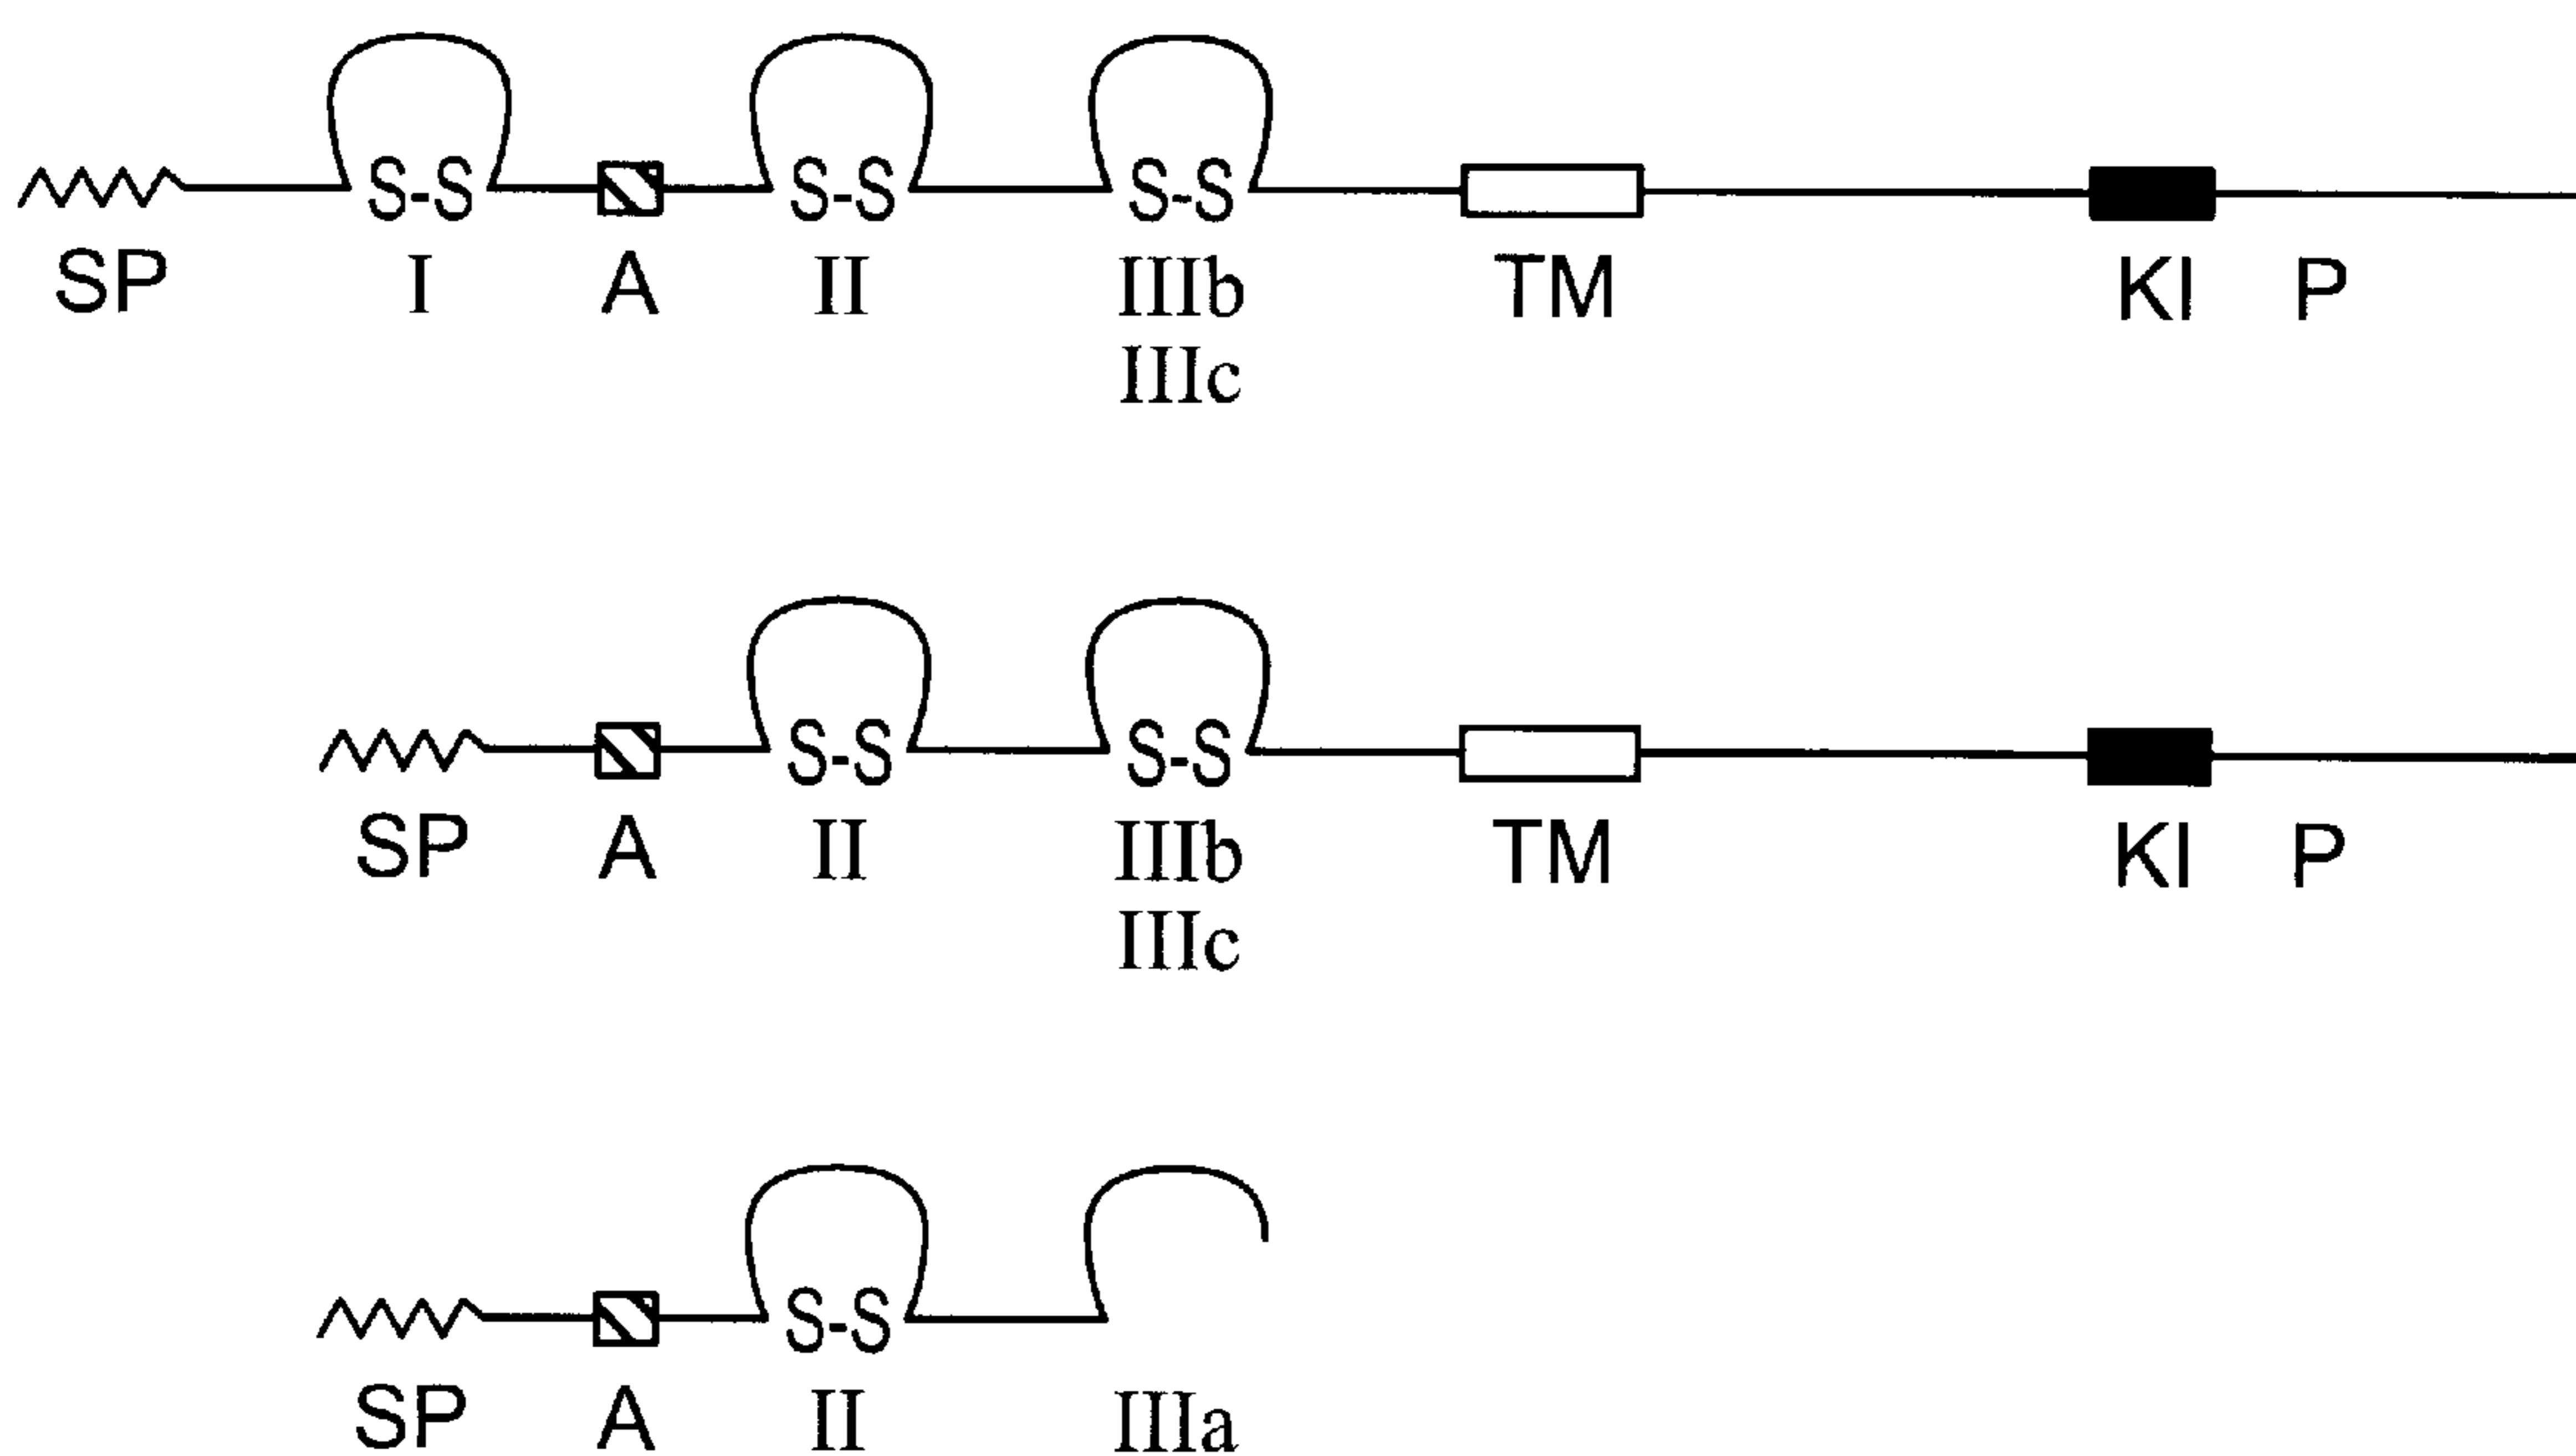 S-S S-S S-S
SP I A II IIIb TM KI P
IIIc
S-S S-S
SP A II IIIb TM KI P
IIIc
S-S
SP A II IIIa